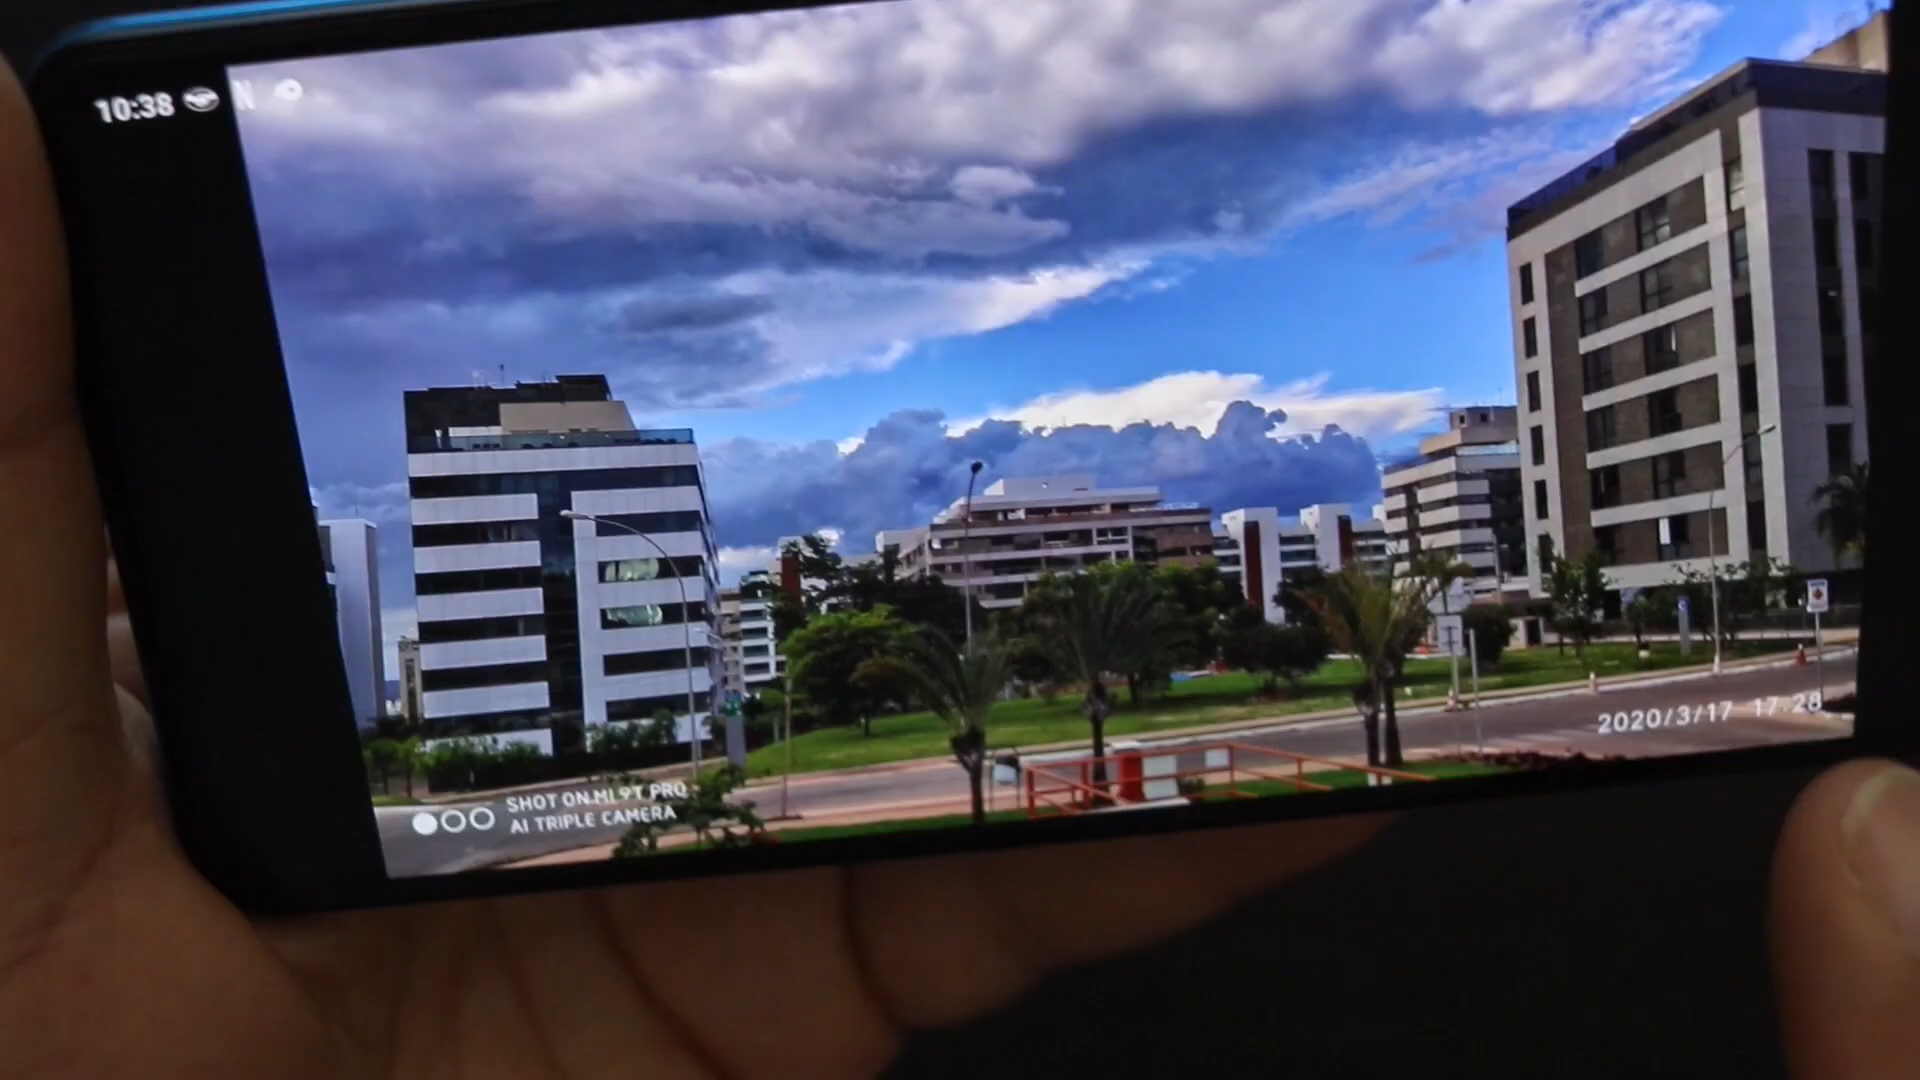 10:38
N
2020/3/17 17:28
SHOT ON MI 9T PRO
AI TRIPLE CAMERA